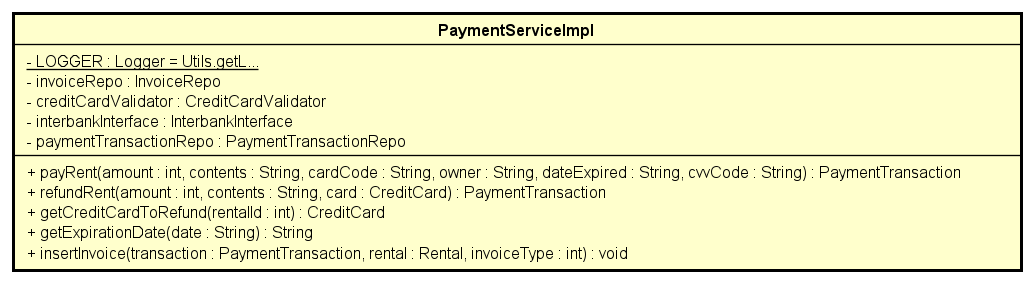 PaymentServiceImpl
- LOGGER : Logger = Utils.getL...
- invoiceRepo : InvoiceRepo
- creditCardValidator : CreditCardValidator
- interbankInterface : InterbankInterface
- paymentTransactionRepo : PaymentTransactionRepo
+ payRent(amount : int, contents : String, cardCode : String, owner : String, dateExpired : String, cvvCode : String) : PaymentTransaction
+ refundRent(amount : int, contents : String, card : CreditCard) : PaymentTransaction
+ getCreditCardToRefund(rentalId : int) : CreditCard
+ getExpirationDate(date : String) : String
+ insertInvoice(transaction : PaymentTransaction, rental : Rental, invoiceType : int) : void